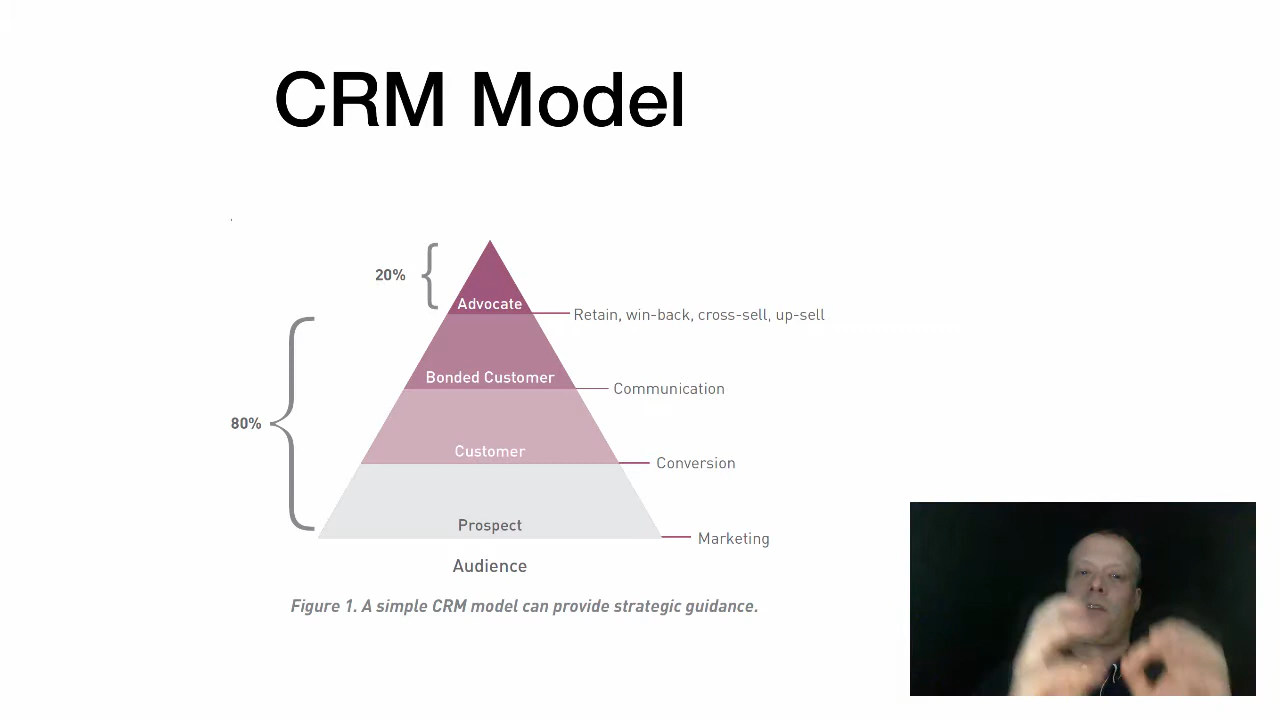 CRM Model
20%
Advocate
Retain, win-back, cross-sell, up-sell
Bonded Customer
Communication
80%
Customer
Conversion
Prospect
Marketing
Audience
Figure 1. A simple CRM model can provide strategic guidance.